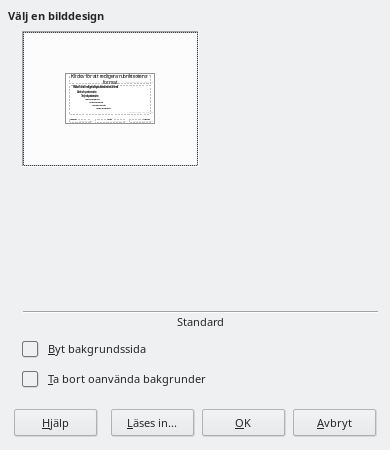 Välj en bilddesign
Klicka för att redigera rubriktextens
format
Standard
Byt bakgrundssida
Ta bort oanvända bakgrunder
Hjälp
Läses in...
OK
Avbryt